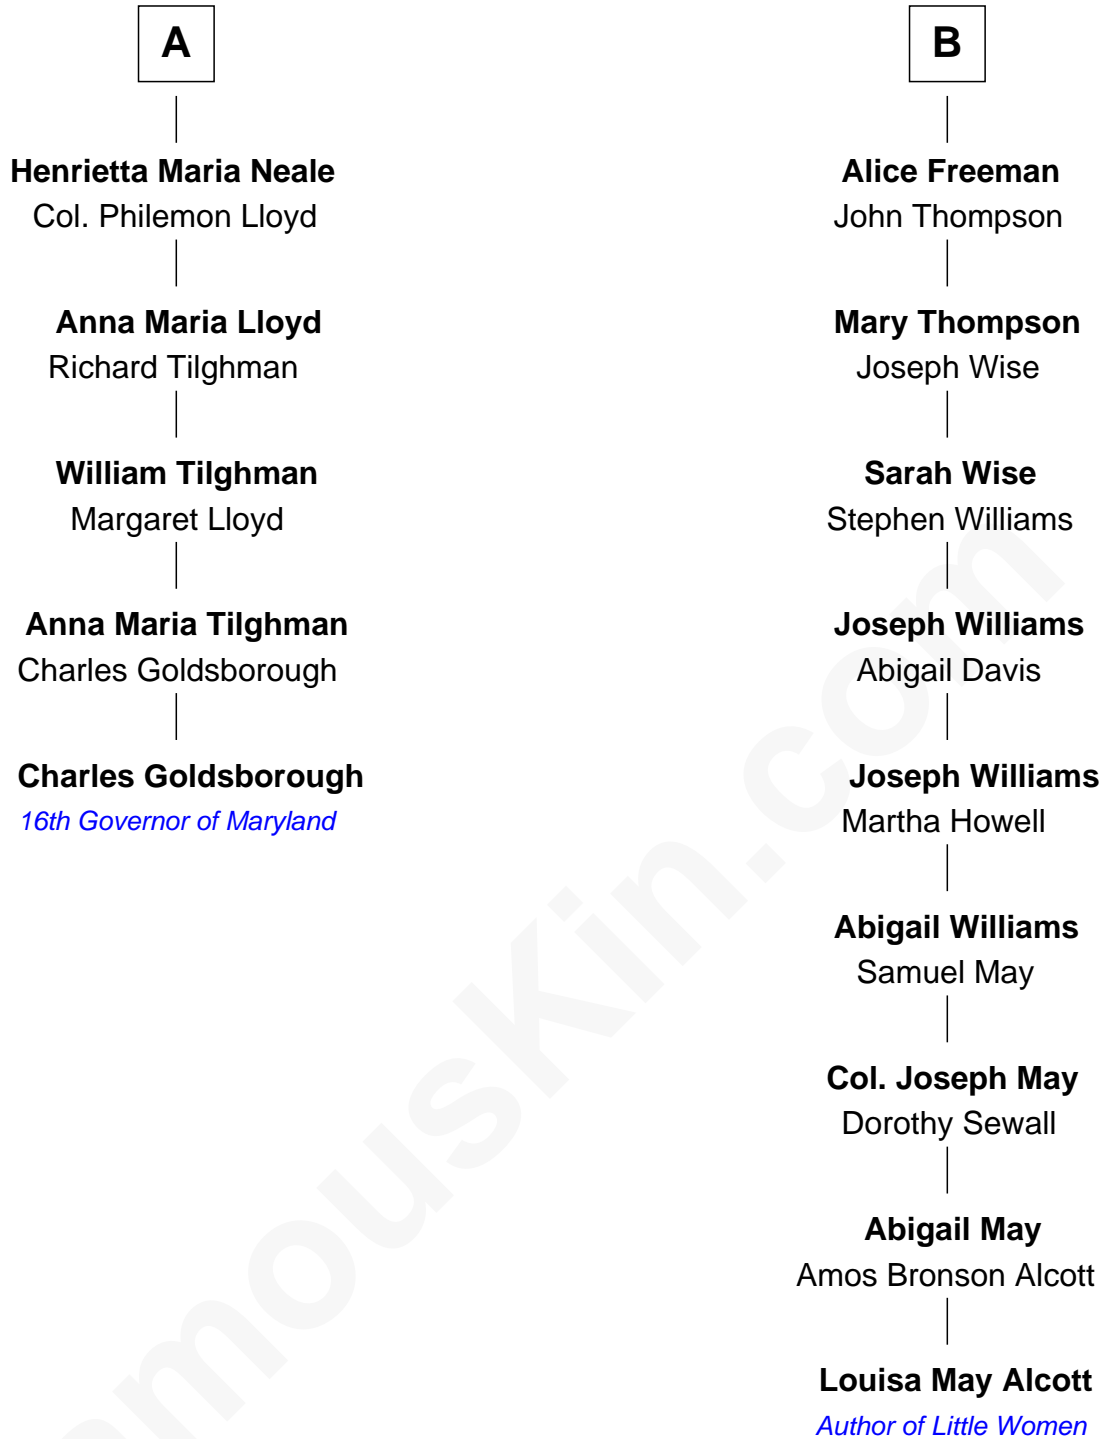 A
Henrietta Maria Neale
Col. Philemon Lloyd
Anna Maria Lloyd
Richard Tilghman
William Tilghman
Margaret Lloyd
Anna Maria Tilghman
Charles Goldsborough
Charles Goldsborough
16th Governor of Maryland
B
Alice Freeman
John Thompson
Mary Thompson
Joseph Wise
Sarah Wise
Stephen Williams
Joseph Williams
Abigail Davis
Joseph Williams
Martha Howell
Abigail Williams
Samuel May
Col. Joseph May
Dorothy Sewall
Abigail May
Amos Bronson Alcott
Louisa May Alcott
Author of Little Women
amouskin.com